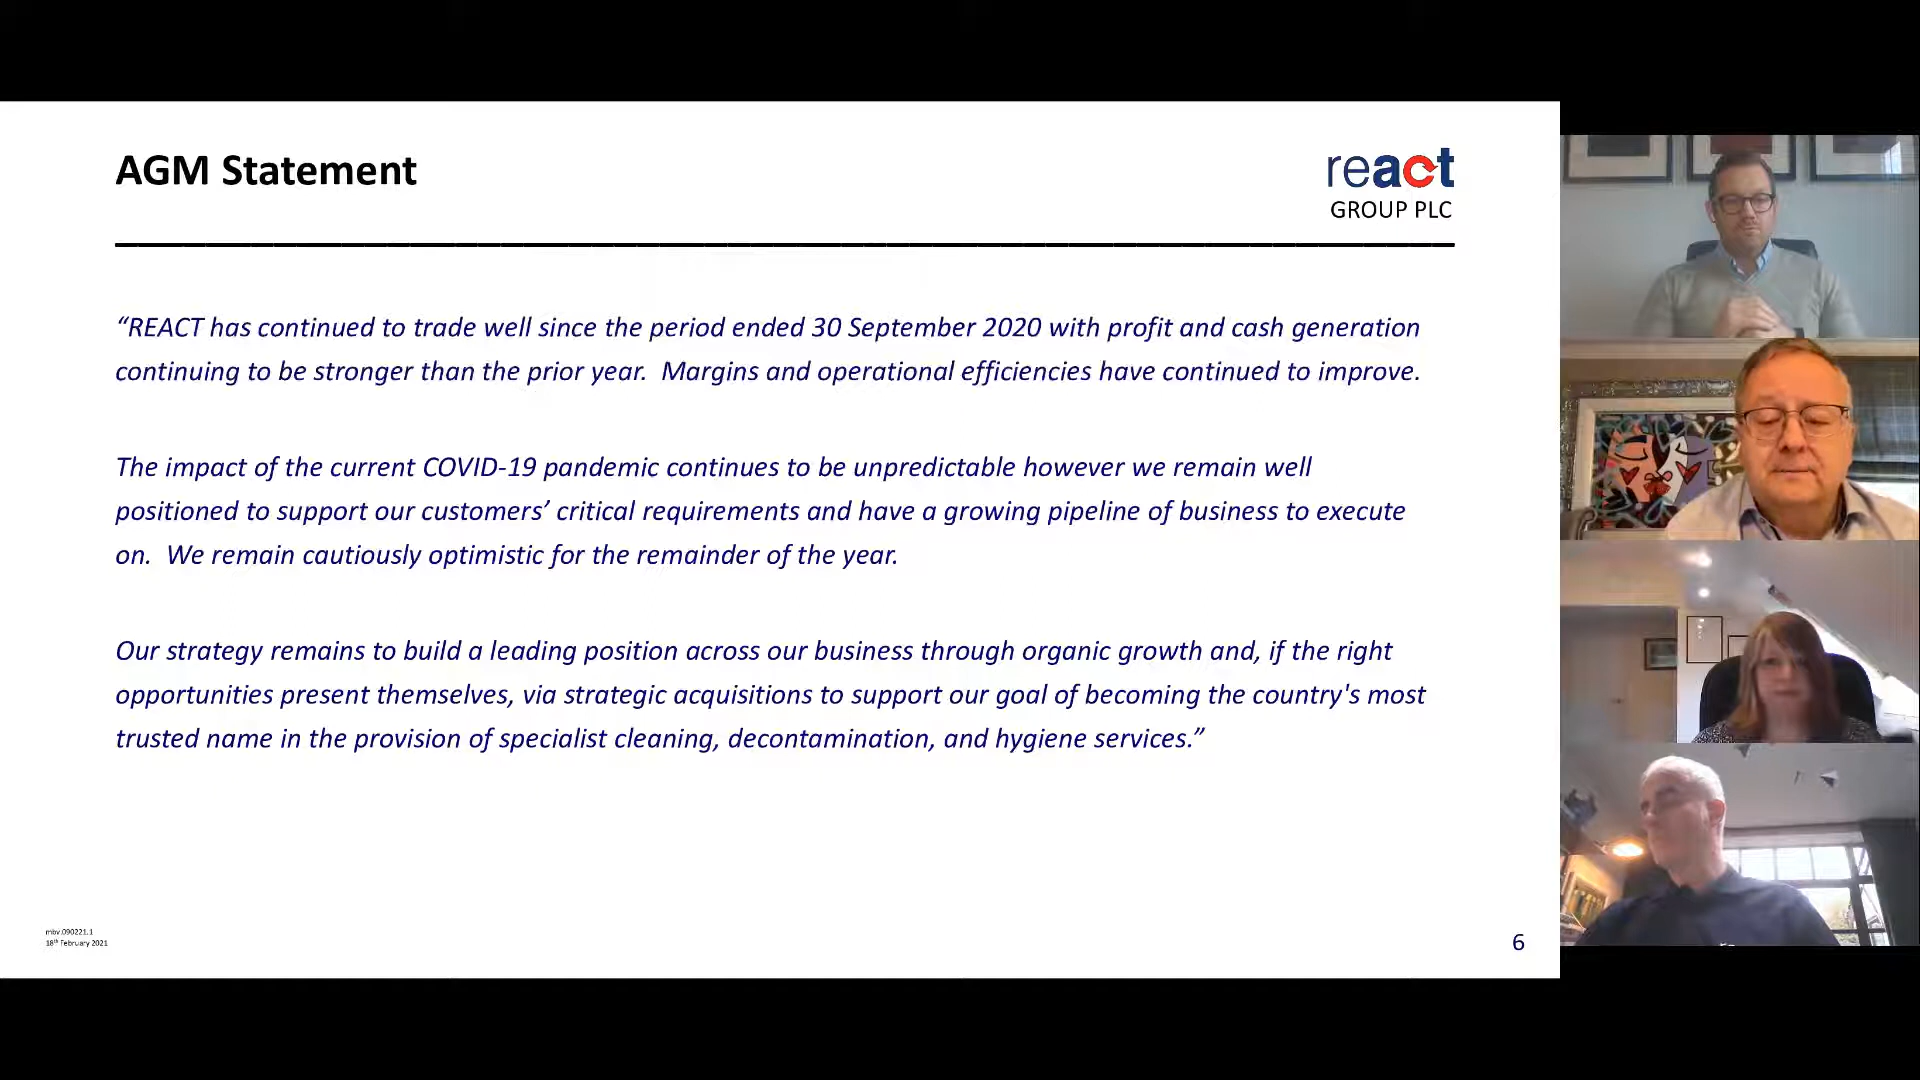 AGM Statement
react
GROUP PLC
“REACT has continued to trade well since the period ended 30 September 2020 with profit and cash generation
continuing to be stronger than the prior year.  Margins and operational efficiencies have continued to improve.
The impact of the current COVID-19 pandemic continues to be unpredictable however we remain well
positioned to support our customers’ critical requirements and have a growing pipeline of business to execute
on.  We remain cautiously optimistic for the remainder of the year.
Our strategy remains to build a leading position across our business through organic growth and, if the right
opportunities present themselves, via strategic acquisitions to support our goal of becoming the country's most
trusted name in the provision of specialist cleaning, decontamination, and hygiene services.”
mbv.090221.1
18th February 2021
6